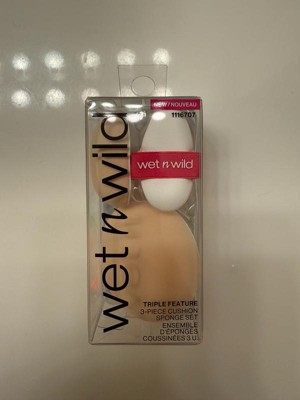 NEW/NOUVEAU
1116707
wet n wild
wet n wild
TRIPLE FEATURE
3-PIECE CUSHION
SPONGE SET
ENSEMBLE
D'ÉPONGES
COUSSINÉES 3 U.